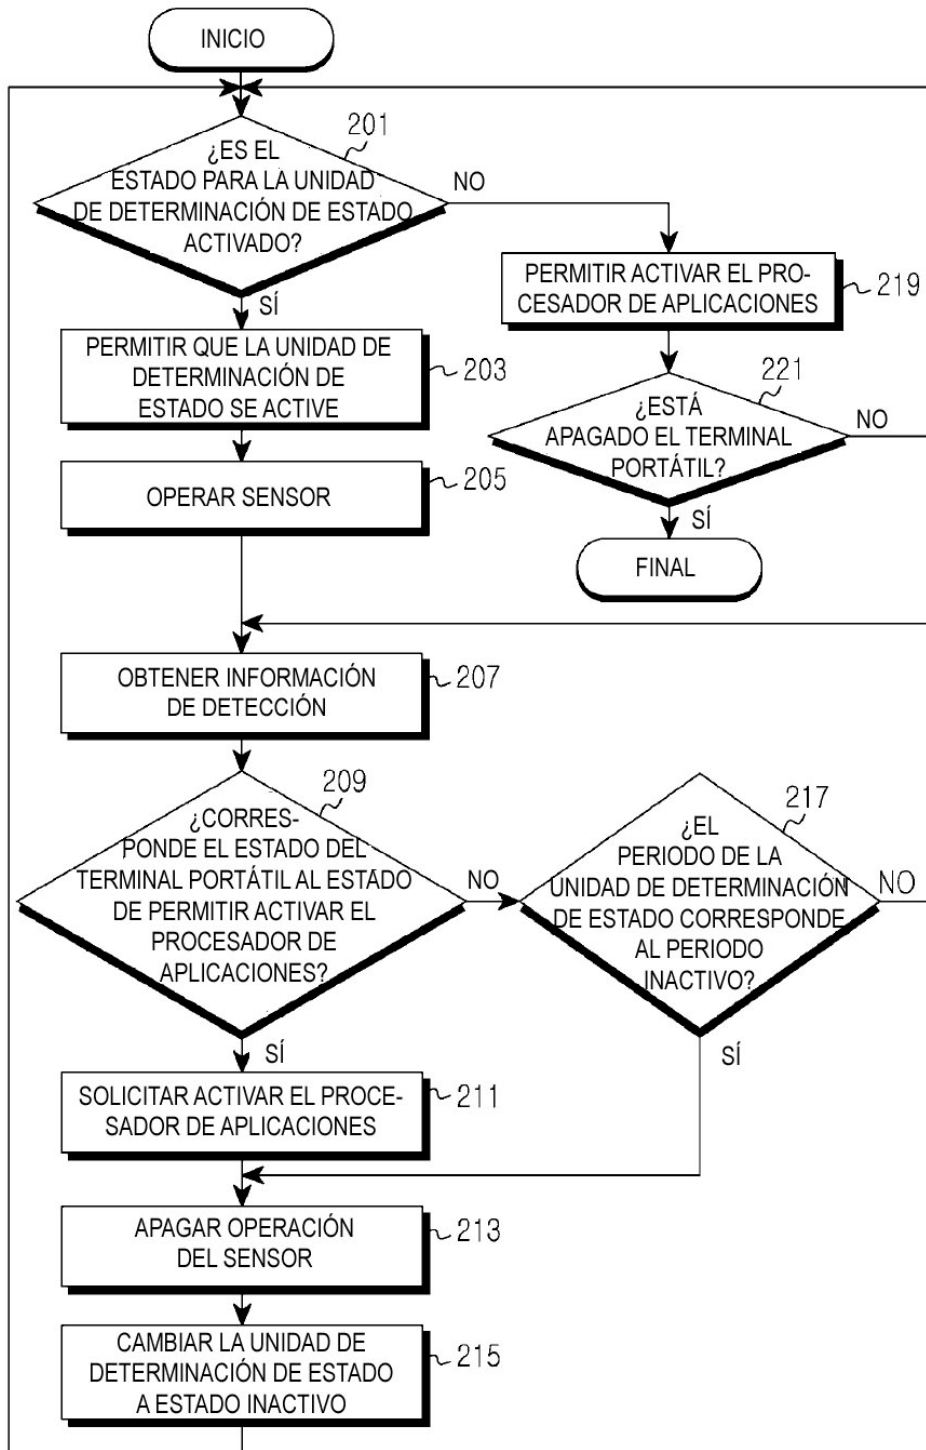 INICIO
201
¿ES EL
ESTADO PARA LA UNIDAD
DE DETERMINACIÓN DE ESTADO
ACTIVADO?
NO
SÍ
PERMITIR ACTIVAR EL PRO-
CESADOR DE APLICACIONES
219
PERMITIR QUE LA UNIDAD DE
DETERMINACIÓN DE
ESTADO SE ACTIVE
203
221
¿ESTÁ
APAGADO EL TERMINAL
PORTÁTIL?
NO
SÍ
OPERAR SENSOR
205
FINAL
OBTENER INFORMACIÓN
DE DETECCIÓN
207
209
¿CORRES-
PONDE EL ESTADO DEL
TERMINAL PORTÁTIL AL ESTADO
DE PERMITIR ACTIVAR EL
PROCESADOR DE
APLICACIONES?
NO
SÍ
217
¿EL
PERIODO DE LA
UNIDAD DE DETERMINACIÓN
DE ESTADO CORRESPONDE
AL PERIODO
INACTIVO?
NO
SÍ
SOLICITAR ACTIVAR EL PROCE-
SADOR DE APLICACIONES
211
APAGAR OPERACIÓN
DEL SENSOR
213
CAMBIAR LA UNIDAD DE
DETERMINACIÓN DE ESTADO
A ESTADO INACTIVO
215